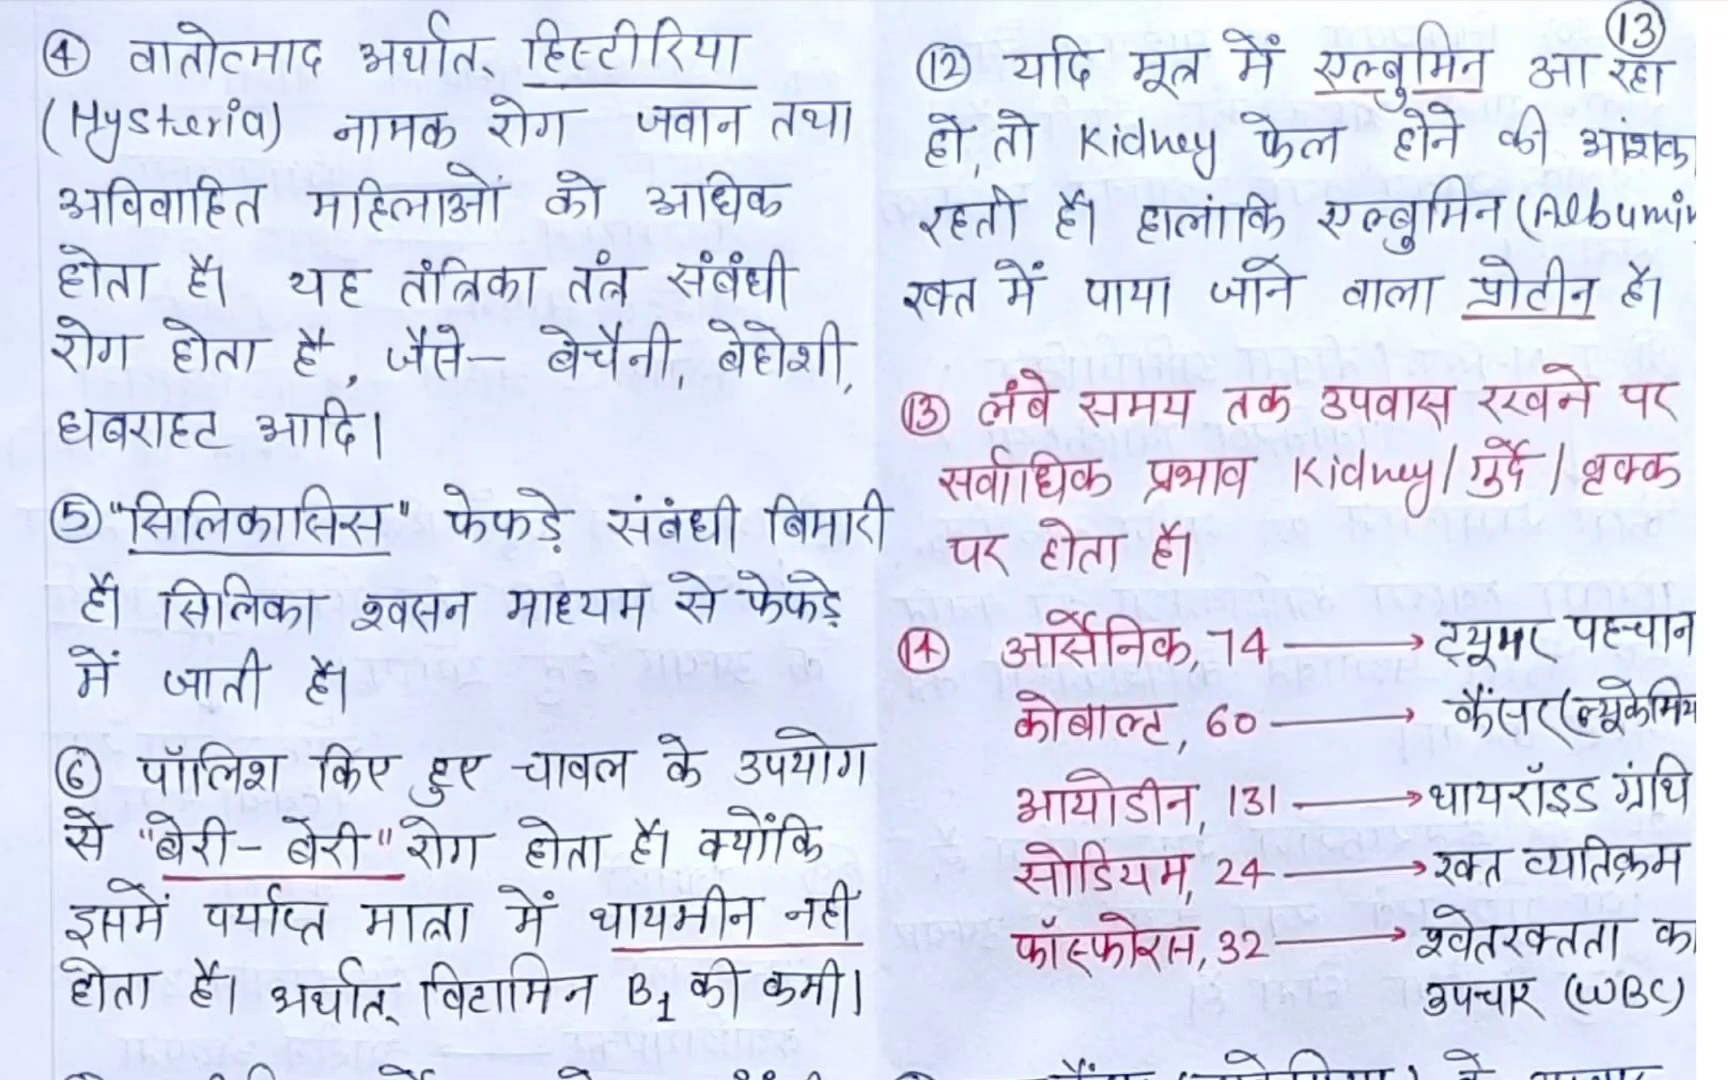 ④ वातोन्माद अर्थात् हिस्टीरिया
(Hysteria) नामक रोग जवान तथा
अविवाहित महिलाओं को अधिक
होता है। यह तंत्रिका तंत्र संबंधी
रोग होता है, जैसे- बेचैनी, बेहोशी,
घबराहट आदि।
⑤ "सिलिकासिस" फेफड़े संबंधी बिमारी
है। सिलिका श्वसन माध्यम से फेफड़े
में जाती है।
⑥ पॉलिश किए हुए चावल के उपयोग
से "बेरी-बेरी" रोग होता है। क्योंकि
इसमें पर्याप्त मात्रा में थायमीन नहीं
होता है। अर्थात् विटामिन B1 की कमी।
⑬
⑫ यदि मूत्र में एल्बुमिन आ रहा
हो, तो Kidney फेल होने की आंशक
रहती है। हालांकि एल्बुमिन (Albumin
रक्त में पाया जाने वाला प्रोटीन है।
⑬ लंबे समय तक उपवास रखने पर
सर्वाधिक प्रभाव Kidney/गुर्दे/वृक्क
पर होता है।
⑭ आर्सेनिक, 74 → ट्यूमर पहचान
कोबाल्ट, 60 → कैंसर (ल्यूकेमिय
आयोडीन, 131 → थायरॉइड ग्रंथि
सोडियम, 24 → रक्त व्यतिक्रम
फॉस्फोरस, 32 → श्वेतरक्तता का
उपचार (WBC)